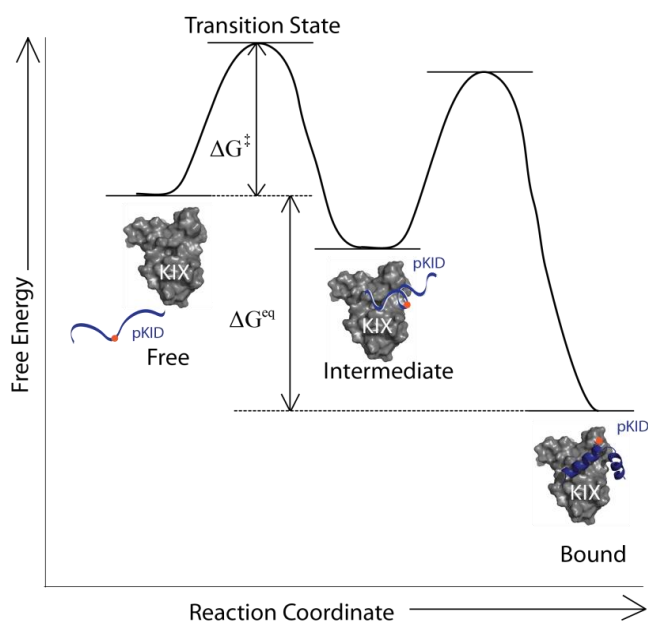 Transition State
ΔG‡
KIX
pKID
Free
ΔGeq
pKID
KIX
Intermediate
pKID
KIX
Bound
Free Energy
Reaction Coordinate